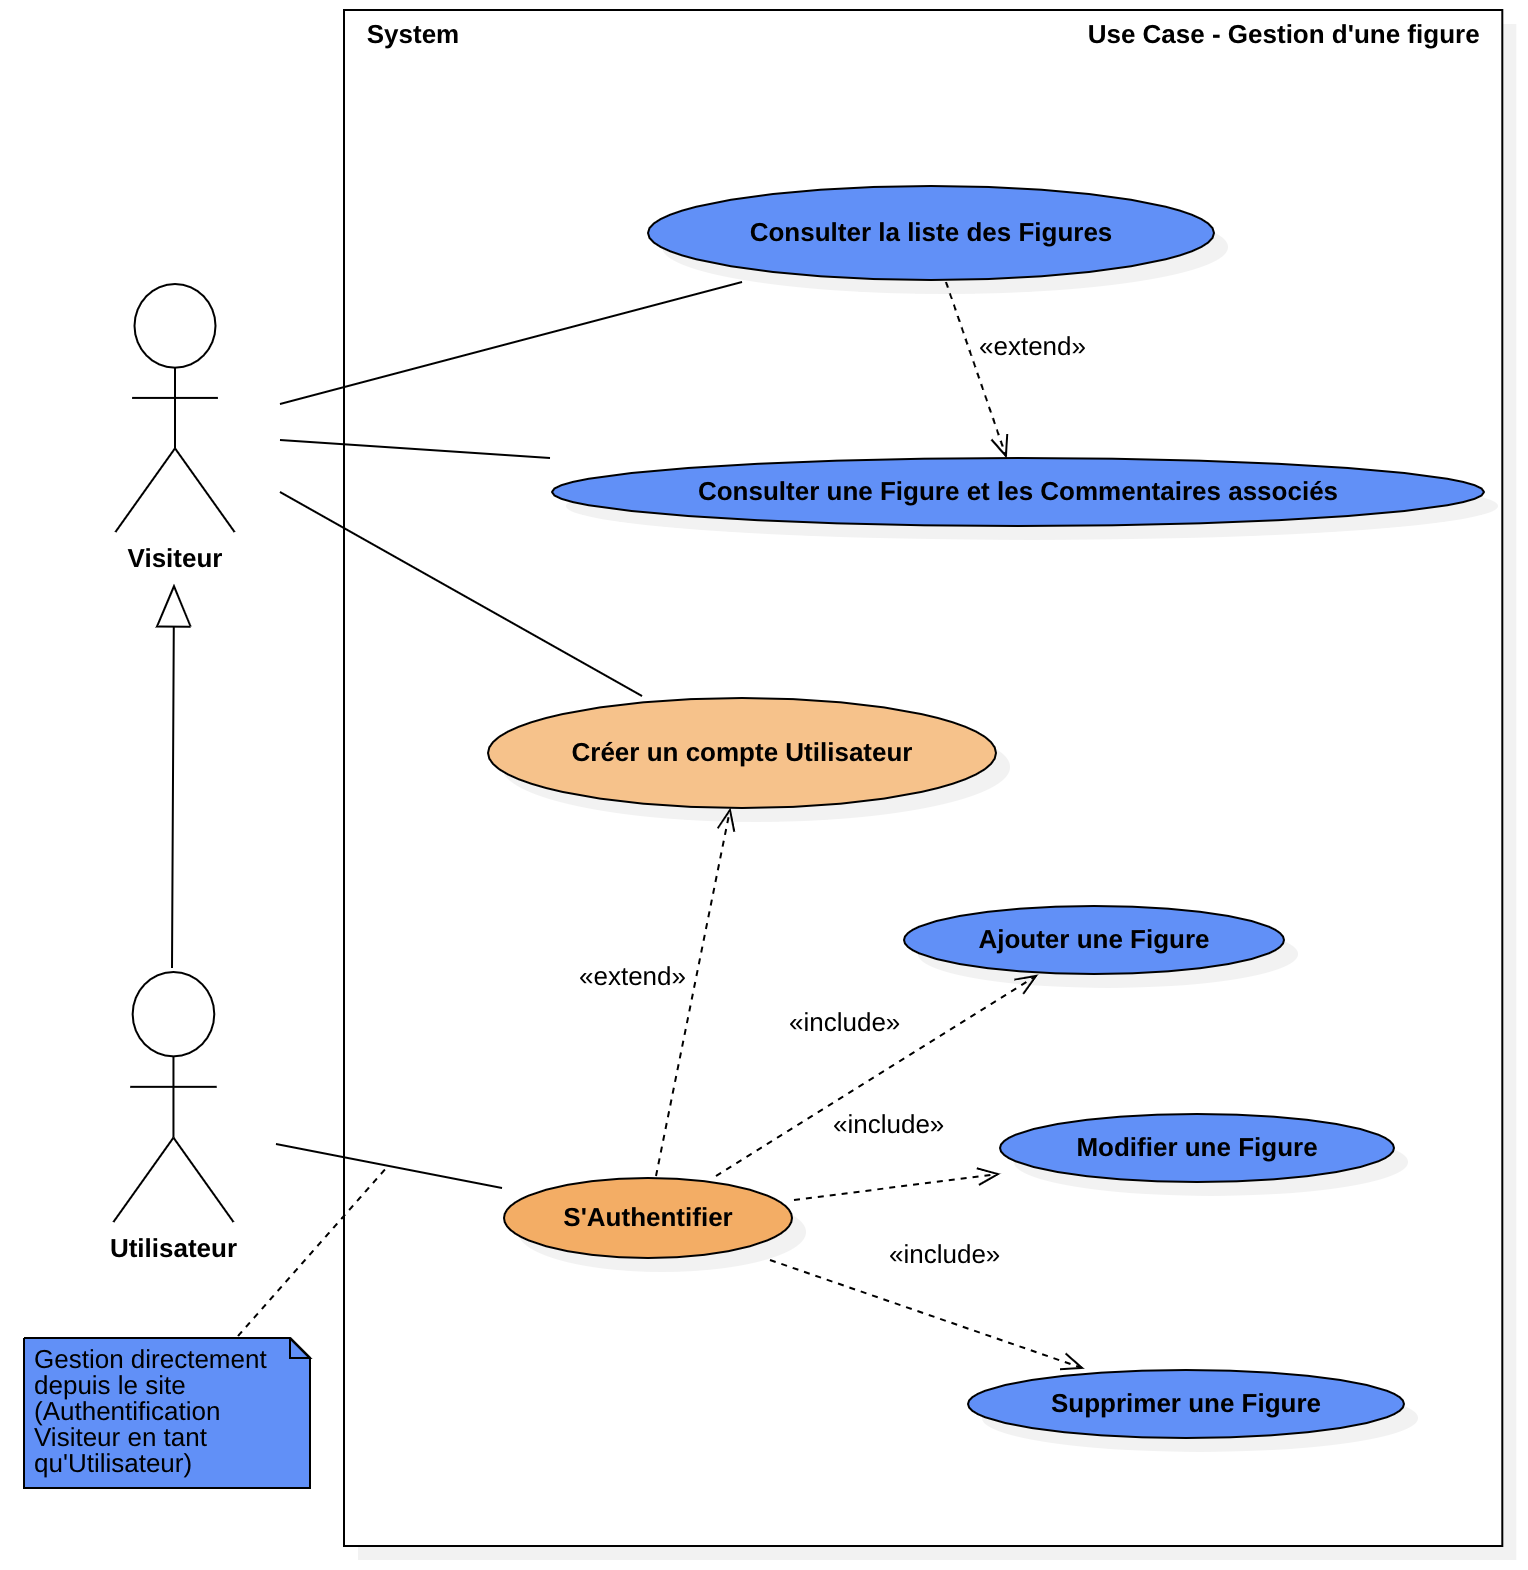 System
Use Case - Gestion d'une figure
Consulter la liste des Figures
«extend»
Consulter une Figure et les Commentaires associés
Visiteur
Créer un compte Utilisateur
Ajouter une Figure
«extend»
«include»
«include»
Modifier une Figure
S'Authentifier
Utilisateur
«include»
Gestion directement
depuis le site
(Authentification
Visiteur en tant
qu'Utilisateur)
Supprimer une Figure